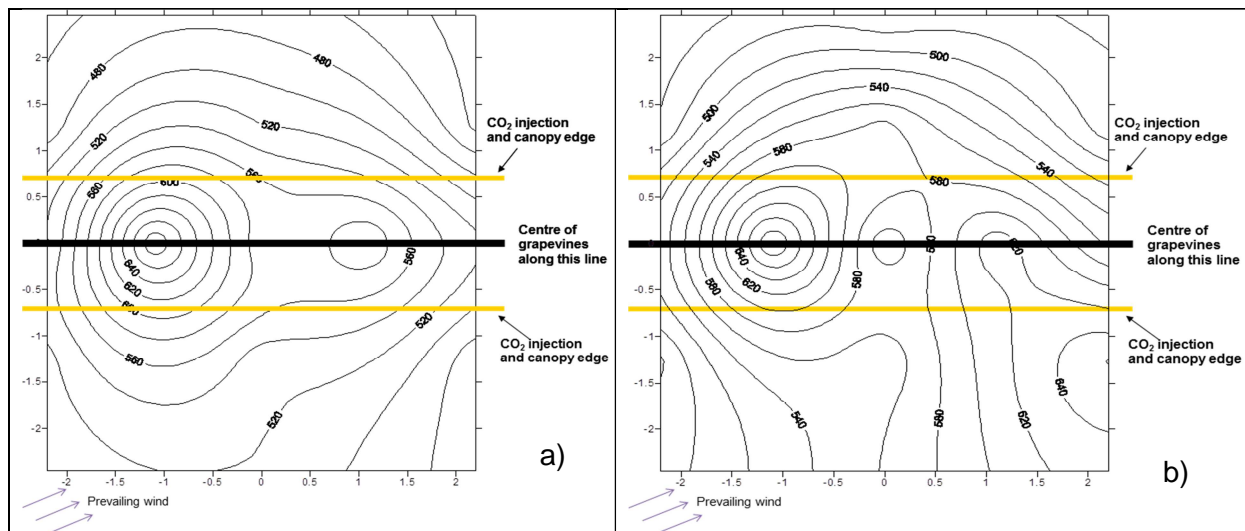 480
480
520
520
560
580
600
640
620
600
560
560
520
520
2
1.5
1
0.5
0
-0.5
-1
-1.5
-2
-2 -1.5 -1 -0.5 0 0.5 1 1.5 2
CO₂ injection
and canopy edge
Centre of
grapevines
along this line
CO₂ injection
and canopy edge
Prevailing wind
a)
500
500
540
540
540
580
580
640
620
580
580
620
580
540
580
620
640
2
1.5
1
0.5
-0.5
-1
-1.5
-2
-2 -1.5 -1 -0.5 0 0.5 1 1.5 2
CO₂ injection
and canopy edge
Centre of
grapevines
along this line
CO₂ injection
and canopy edge
Prevailing wind
b)